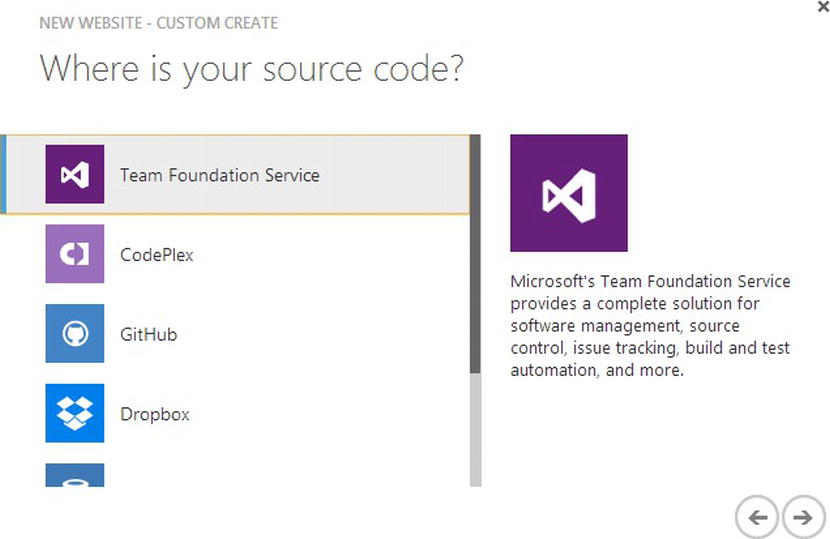 NEW WEBSITE - CUSTOM CREATE
Where is your source code?
Team Foundation Service
CodePlex
GitHub
Dropbox
Microsoft's Team Foundation Service
provides a complete solution for
software management, source
control, issue tracking, build and test
automation, and more.